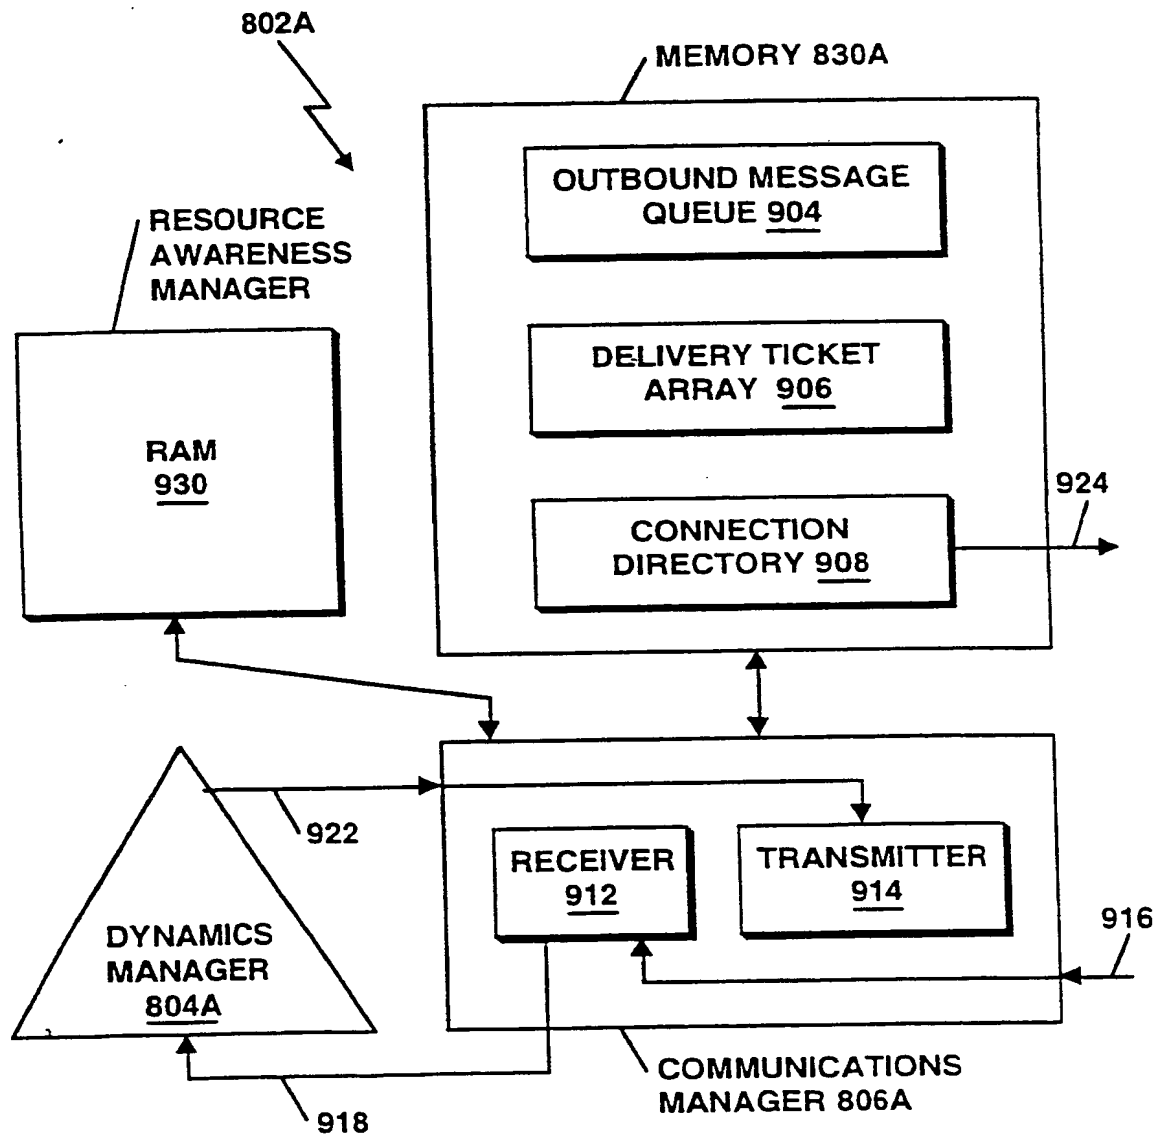 802A
MEMORY 830A
OUTBOUND MESSAGE
QUEUE 904
RESOURCE
AWARENESS
MANAGER
DELIVERY TICKET
ARRAY 906
RAM
930
924
CONNECTION
DIRECTORY 908
922
RECEIVER
912
TRANSMITTER
914
916
DYNAMICS
MANAGER
804A
COMMUNICATIONS
MANAGER 806A
918